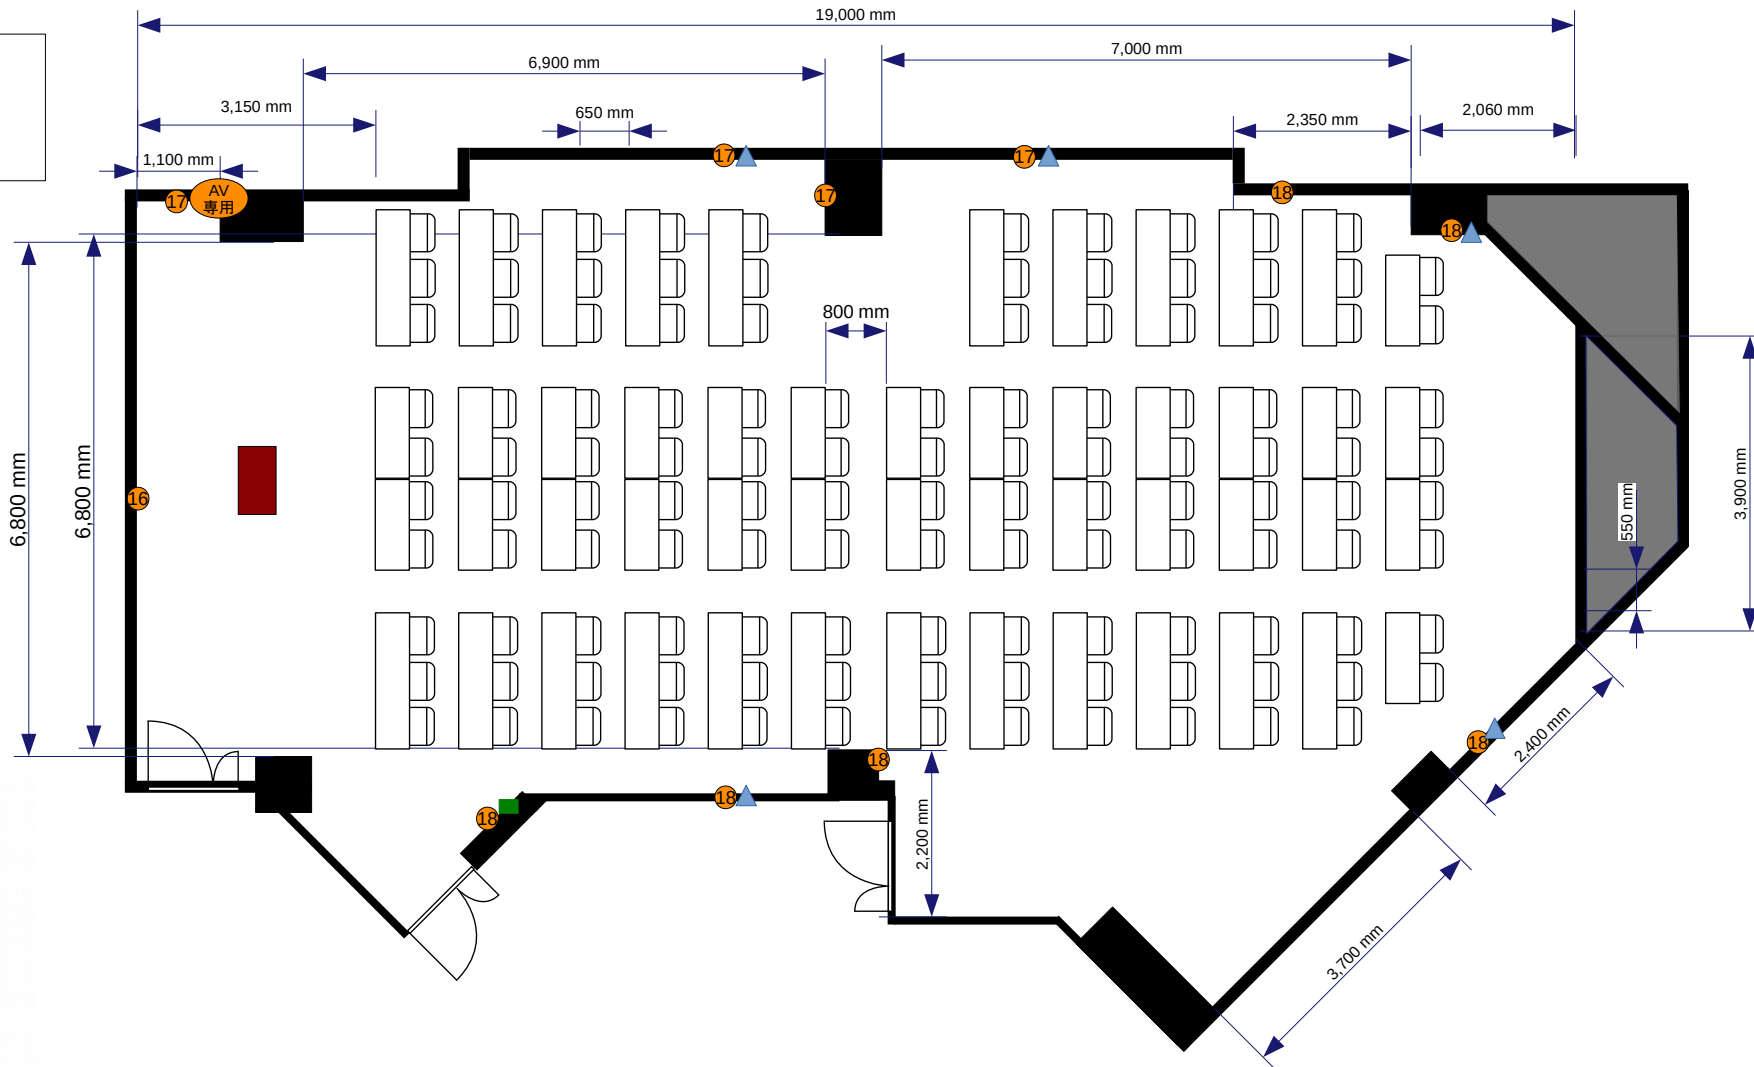 19,000 mm
7,000 mm
6,900 mm
3,150 mm
650 mm
2,350 mm
2,060 mm
1,100 mm
17
17
17
AV
専用
17
18
18
800 mm
6,800 mm
6,800 mm
16
3,900 mm
550 mm
18
2,400 mm
18
18
18
2,200 mm
3,700 mm